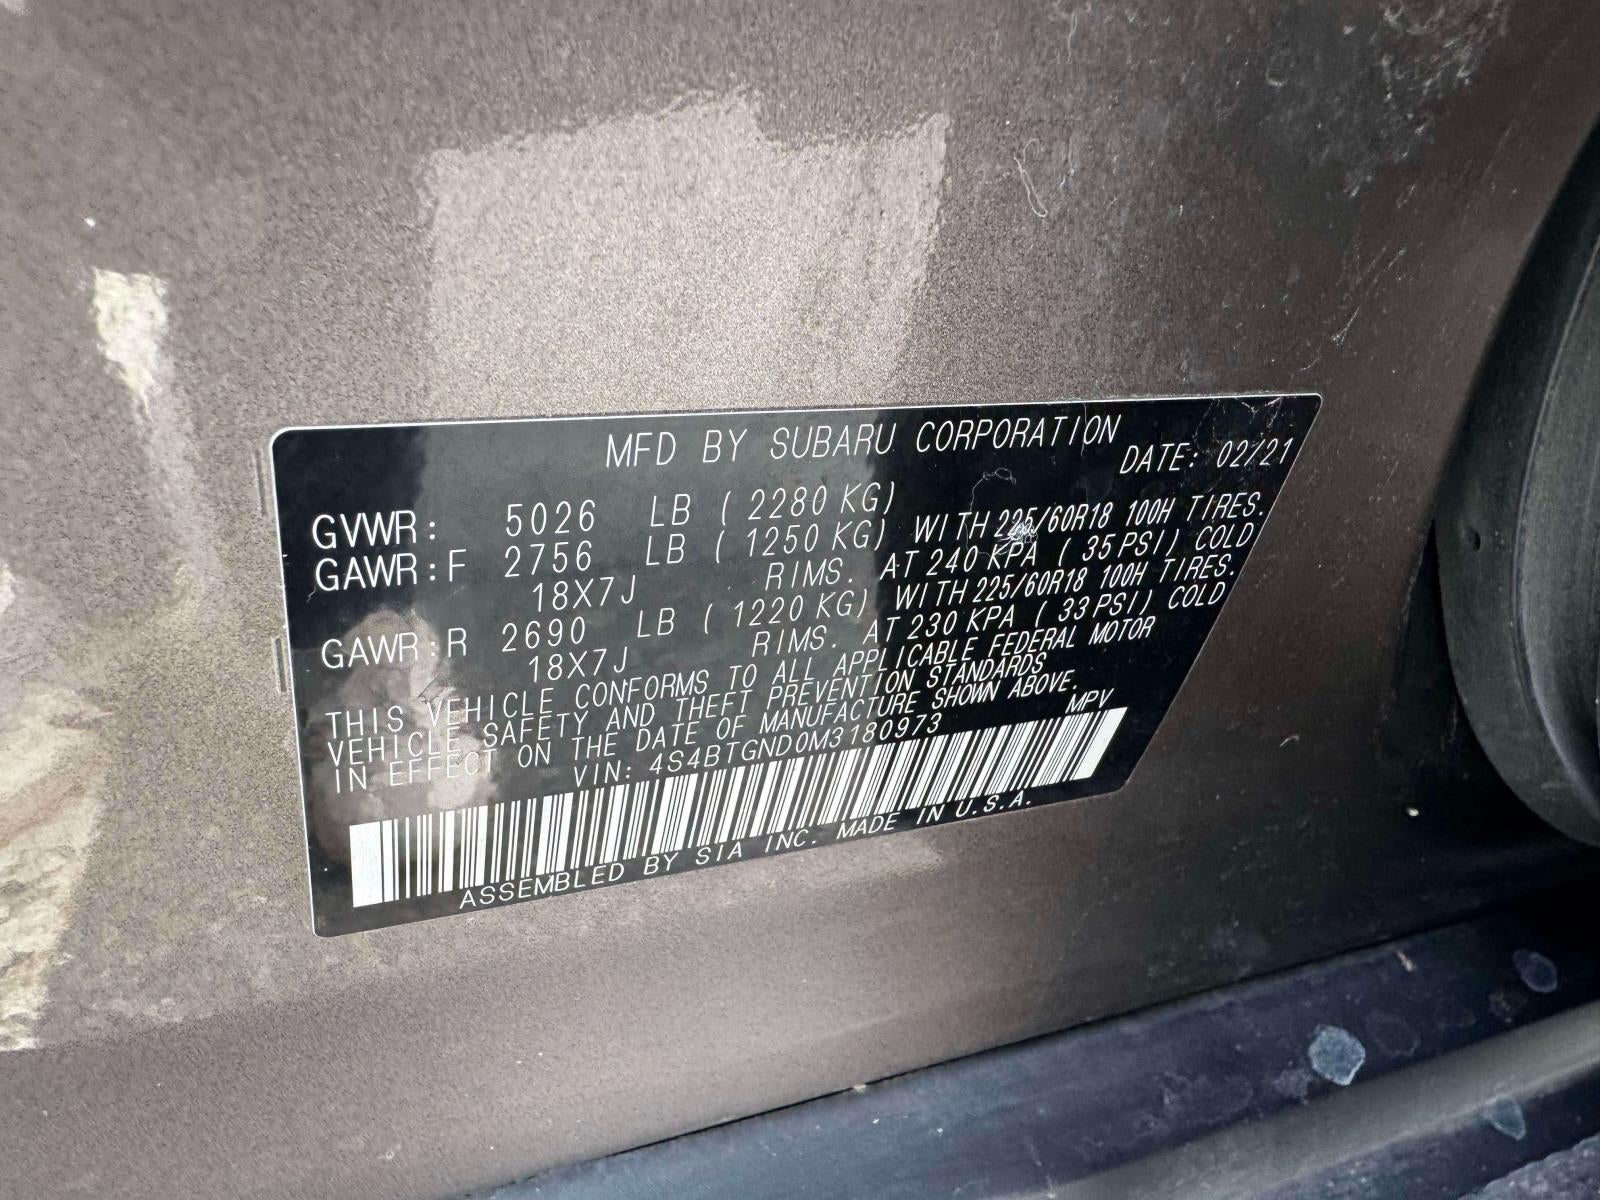 MFD BY SUBARU CORPORATION
DATE: 02/21
GVWR: 5026 LB ( 2280 KG)
GAWR:F 2756 LB ( 1250 KG) WITH 225/60R18 100H TIRES.
18X7J RIMS. AT 240 KPA ( 35 PSI) COLD
GAWR:R 2690 LB ( 1220 KG) WITH 225/60R18 100H TIRES.
18X7J RIMS. AT 230 KPA ( 33 PSI) COLD
THIS VEHICLE CONFORMS TO ALL APPLICABLE FEDERAL MOTOR
VEHICLE SAFETY AND THEFT PREVENTION STANDARDS
IN EFFECT ON THE DATE OF MANUFACTURE SHOWN ABOVE.
VIN: 4S4BTGND0M3180973 MPV
ASSEMBLED BY SIA INC. MADE IN U.S.A.